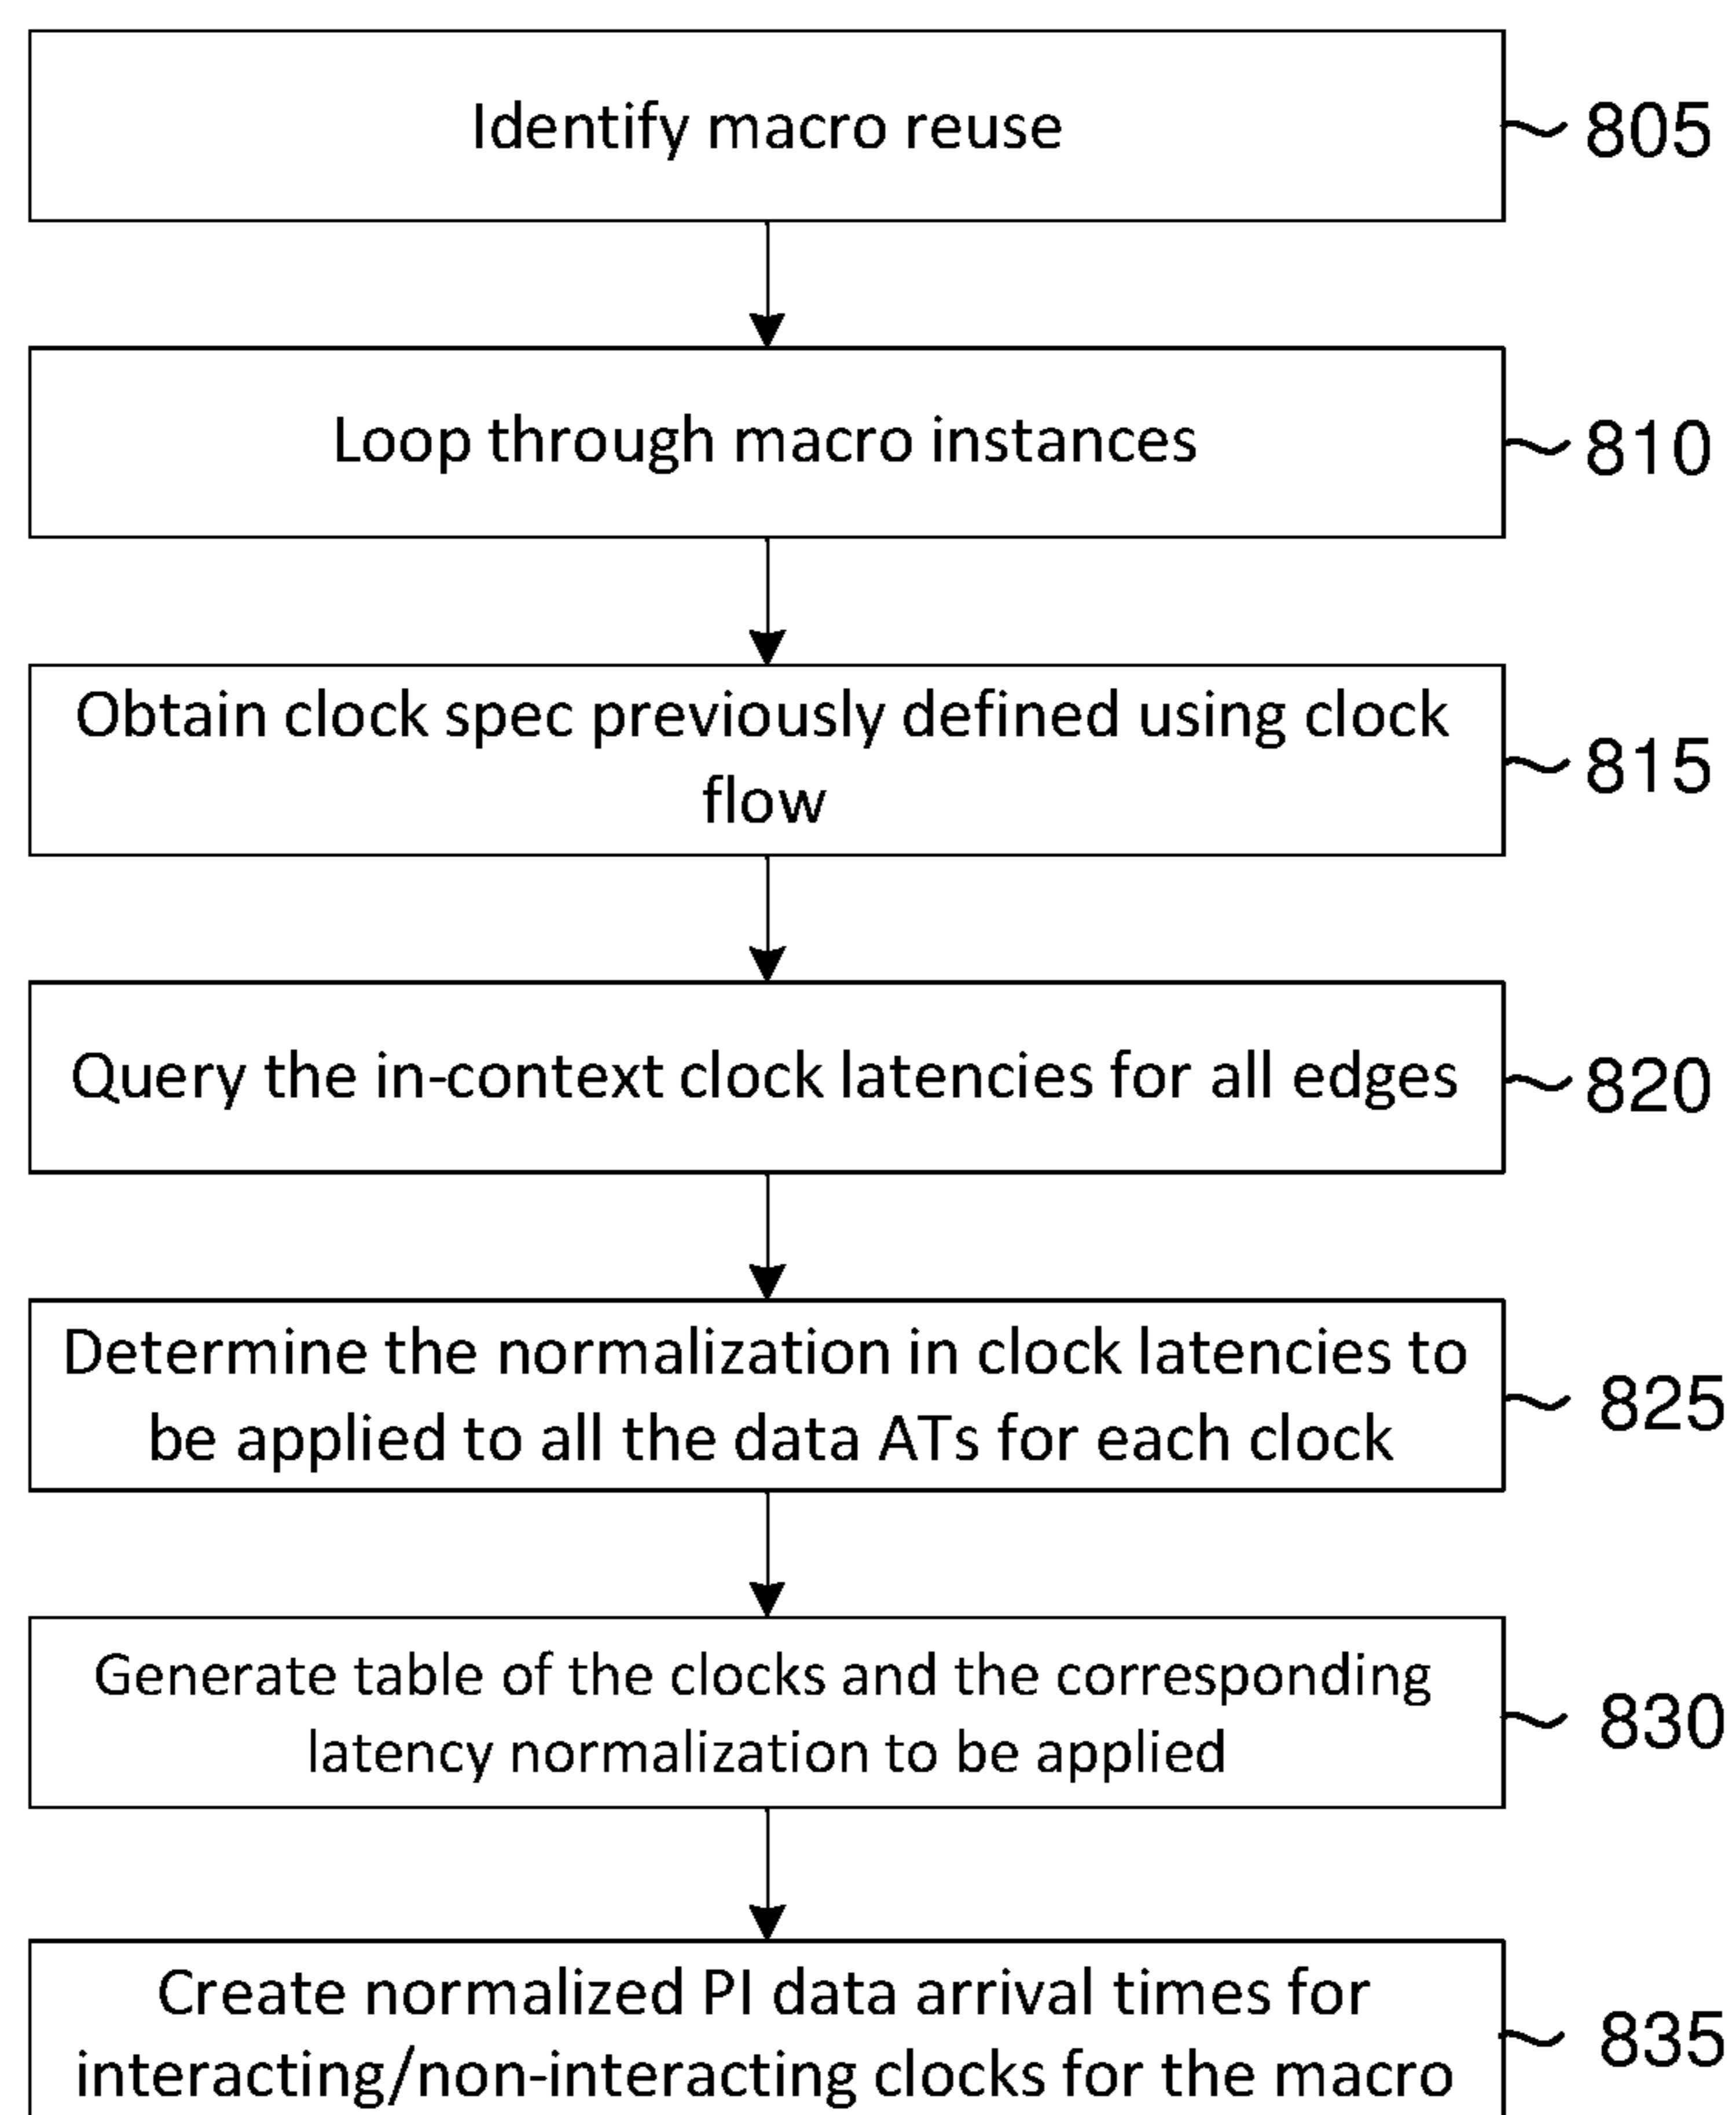 Identify macro reuse
805
Loop through macro instances
810
Obtain clock spec previously defined using clock
flow
815
Query the in-context clock latencies for all edges
820
Determine the normalization in clock latencies to
be applied to all the data ATs for each clock
825
Generate table of the clocks and the corresponding
latency normalization to be applied
830
Create normalized PI data arrival times for
interacting/non-interacting clocks for the macro
835